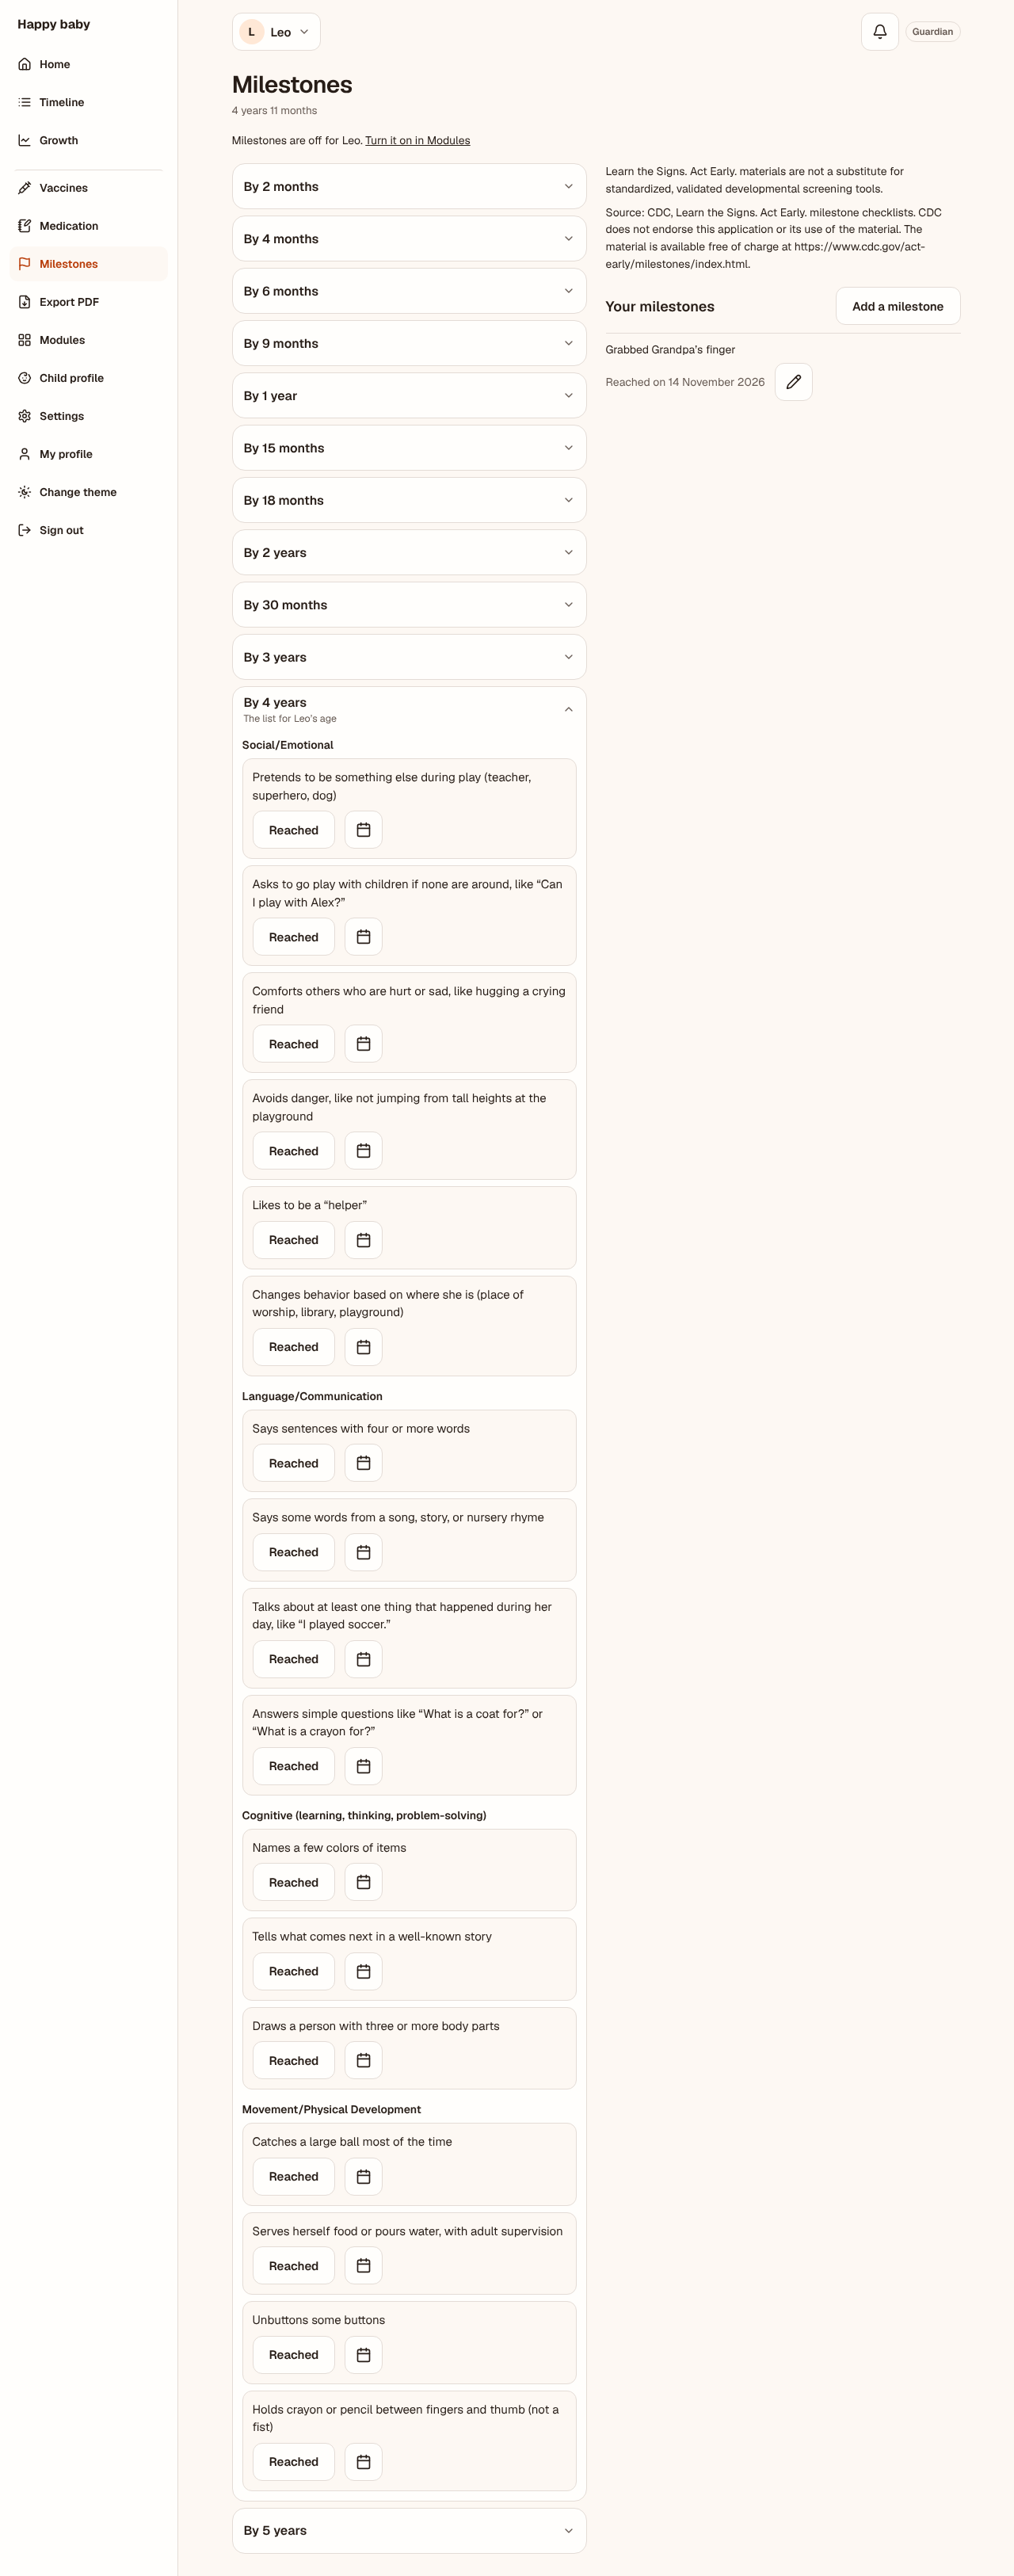 Happy baby
Home
Timeline
Growth
Vaccines
Medication
Milestones
Export PDF
Modules
Child profile
Settings
My profile
Change theme
Sign out
L Leo
Guardian
Milestones
4 years 11 months
Milestones are off for Leo. Turn it on in Modules
By 2 months
By 4 months
By 6 months
By 9 months
By 1 year
By 15 months
By 18 months
By 2 years
By 30 months
By 3 years
By 4 years
The list for Leo's age
Social/Emotional
Pretends to be something else during play (teacher,
superhero, dog)
Reached
Asks to go play with children if none are around, like “Can
I play with Alex?”
Reached
Comforts others who are hurt or sad, like hugging a crying
friend
Reached
Avoids danger, like not jumping from tall heights at the
playground
Reached
Likes to be a “helper”
Reached
Changes behavior based on where she is (place of
worship, library, playground)
Reached
Language/Communication
Says sentences with four or more words
Reached
Says some words from a song, story, or nursery rhyme
Reached
Talks about at least one thing that happened during her
day, like “I played soccer.”
Reached
Answers simple questions like “What is a coat for?” or
“What is a crayon for?”
Reached
Cognitive (learning, thinking, problem-solving)
Names a few colors of items
Reached
Tells what comes next in a well-known story
Reached
Draws a person with three or more body parts
Reached
Movement/Physical Development
Catches a large ball most of the time
Reached
Serves herself food or pours water, with adult supervision
Reached
Unbuttons some buttons
Reached
Holds crayon or pencil between fingers and thumb (not a
fist)
Reached
By 5 years
Learn the Signs. Act Early. materials are not a substitute for
standardized, validated developmental screening tools.
Source: CDC, Learn the Signs. Act Early. milestone checklists. CDC
does not endorse this application or its use of the material. The
material is available free of charge at https://www.cdc.gov/act-
early/milestones/index.html.
Your milestones
Add a milestone
Grabbed Grandpa's finger
Reached on 14 November 2026